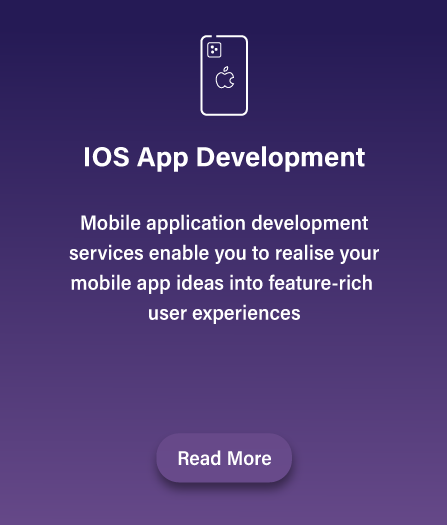 IOS App Development
Mobile application development
services enable you to realise your
mobile app ideas into feature-rich
user experiences
Read More